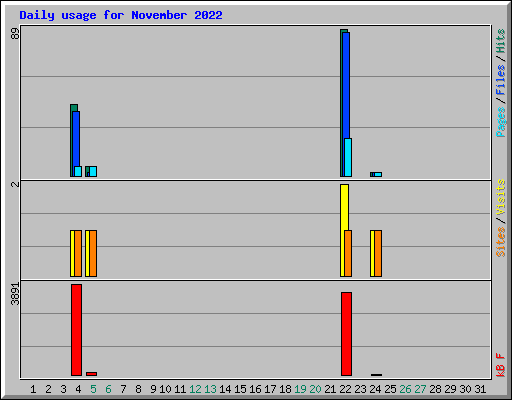 Daily usage for November 2022
89
Pages / Files / Hits
2
Sites / Visits
3891
kB F
1 2 3 4 5 6 7 8 9 10 11 12 13 14 15 16 17 18 19 20 21 22 23 24 25 26 27 28 29 30 31